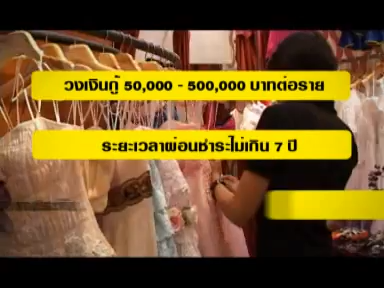 วงเงินกู้ 50,000 - 500,000 บาทต่อราย
ระยะเวลาผ่อนชำระไม่เกิน 7 ปี